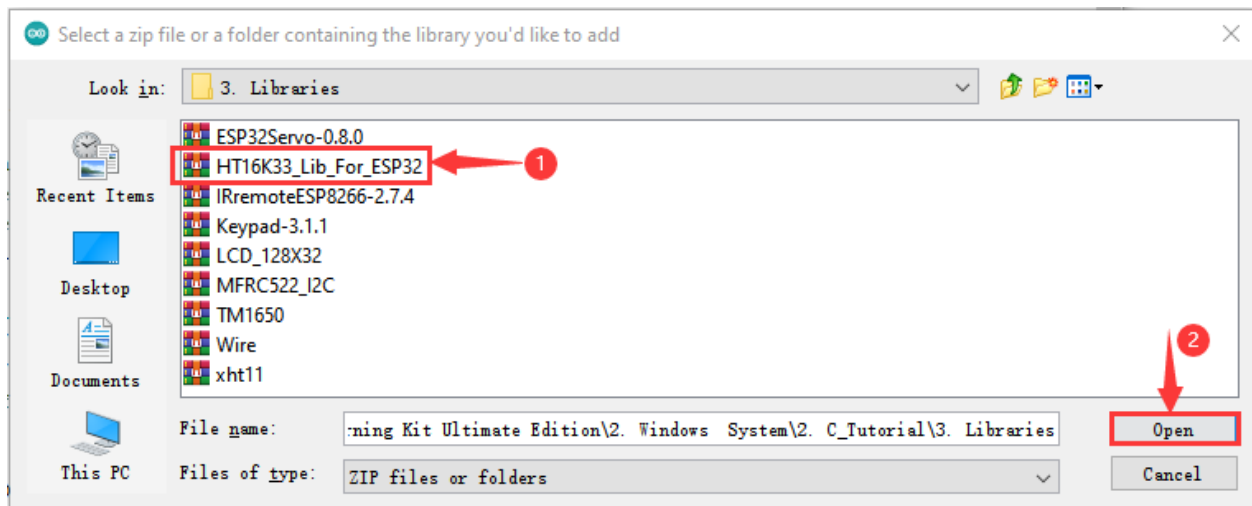 Select a zip file or a folder containing the library you'd like to add
Look in: 3. Libraries
ESP32Servo-0.8.0
HT16K33_Lib_For_ESP32
1
IRremoteESP8266-2.7.4
Keypad-3.1.1
LCD_128X32
MFRC522_I2C
TM1650
Wire
xht11
Recent Items
Desktop
Documents
This PC
2
File name: :ning Kit Ultimate Edition\2. Windows System\2. C_Tutorial\3. Libraries
Open
Files of type: ZIP files or folders
Cancel